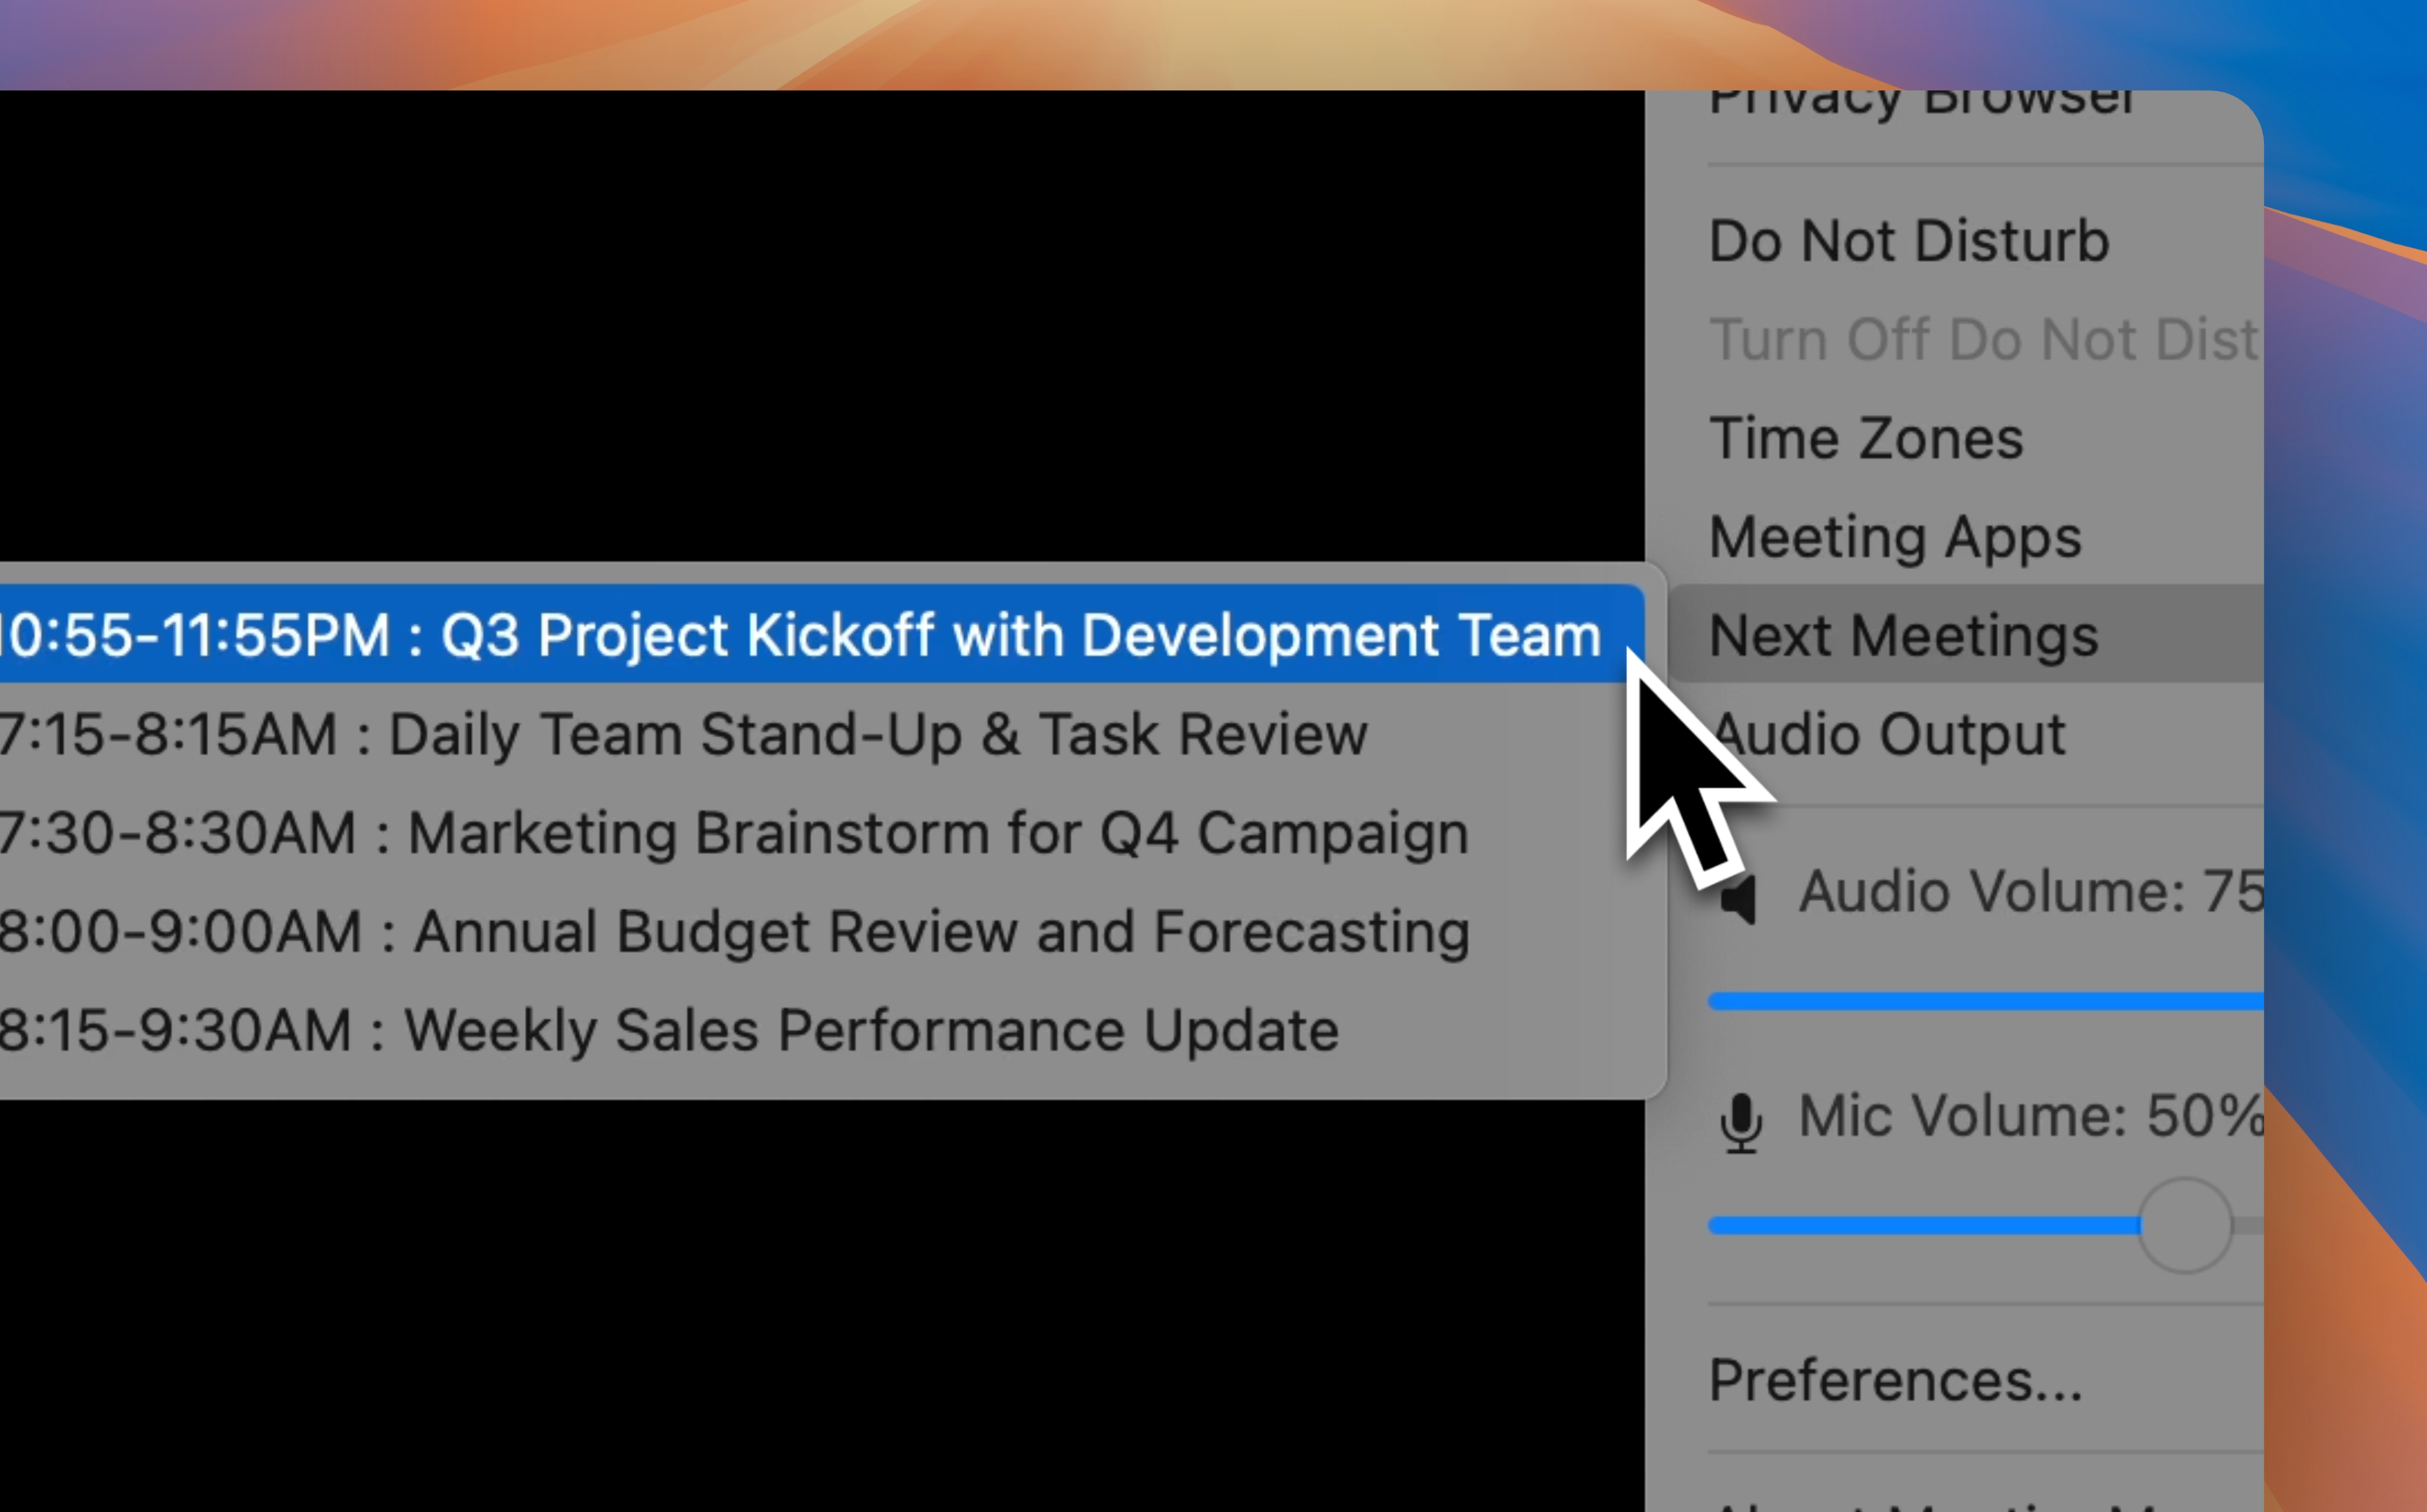 Privacy Browser
Do Not Disturb
Turn Off Do Not Dist
Time Zones
Meeting Apps
Next Meetings
Audio Output
10:55-11:55PM : Q3 Project Kickoff with Development Team
7:15-8:15AM : Daily Team Stand-Up & Task Review
7:30-8:30AM : Marketing Brainstorm for Q4 Campaign
8:00-9:00AM : Annual Budget Review and Forecasting
8:15-9:30AM : Weekly Sales Performance Update
Audio Volume: 75
Mic Volume: 50%
Preferences...